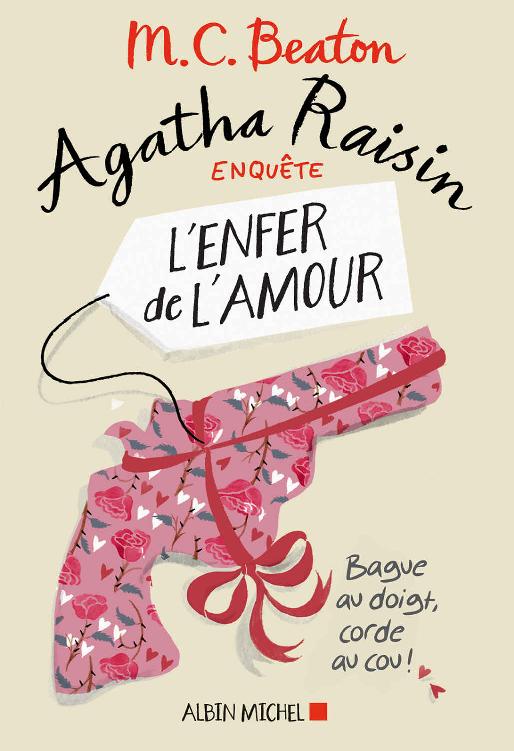 M.C. Beaton
Agatha Raisin
ENQUÊTE
L'ENFER
de L'AMOUR
Bague
au doigt,
corde
au cou !
ALBIN MICHEL